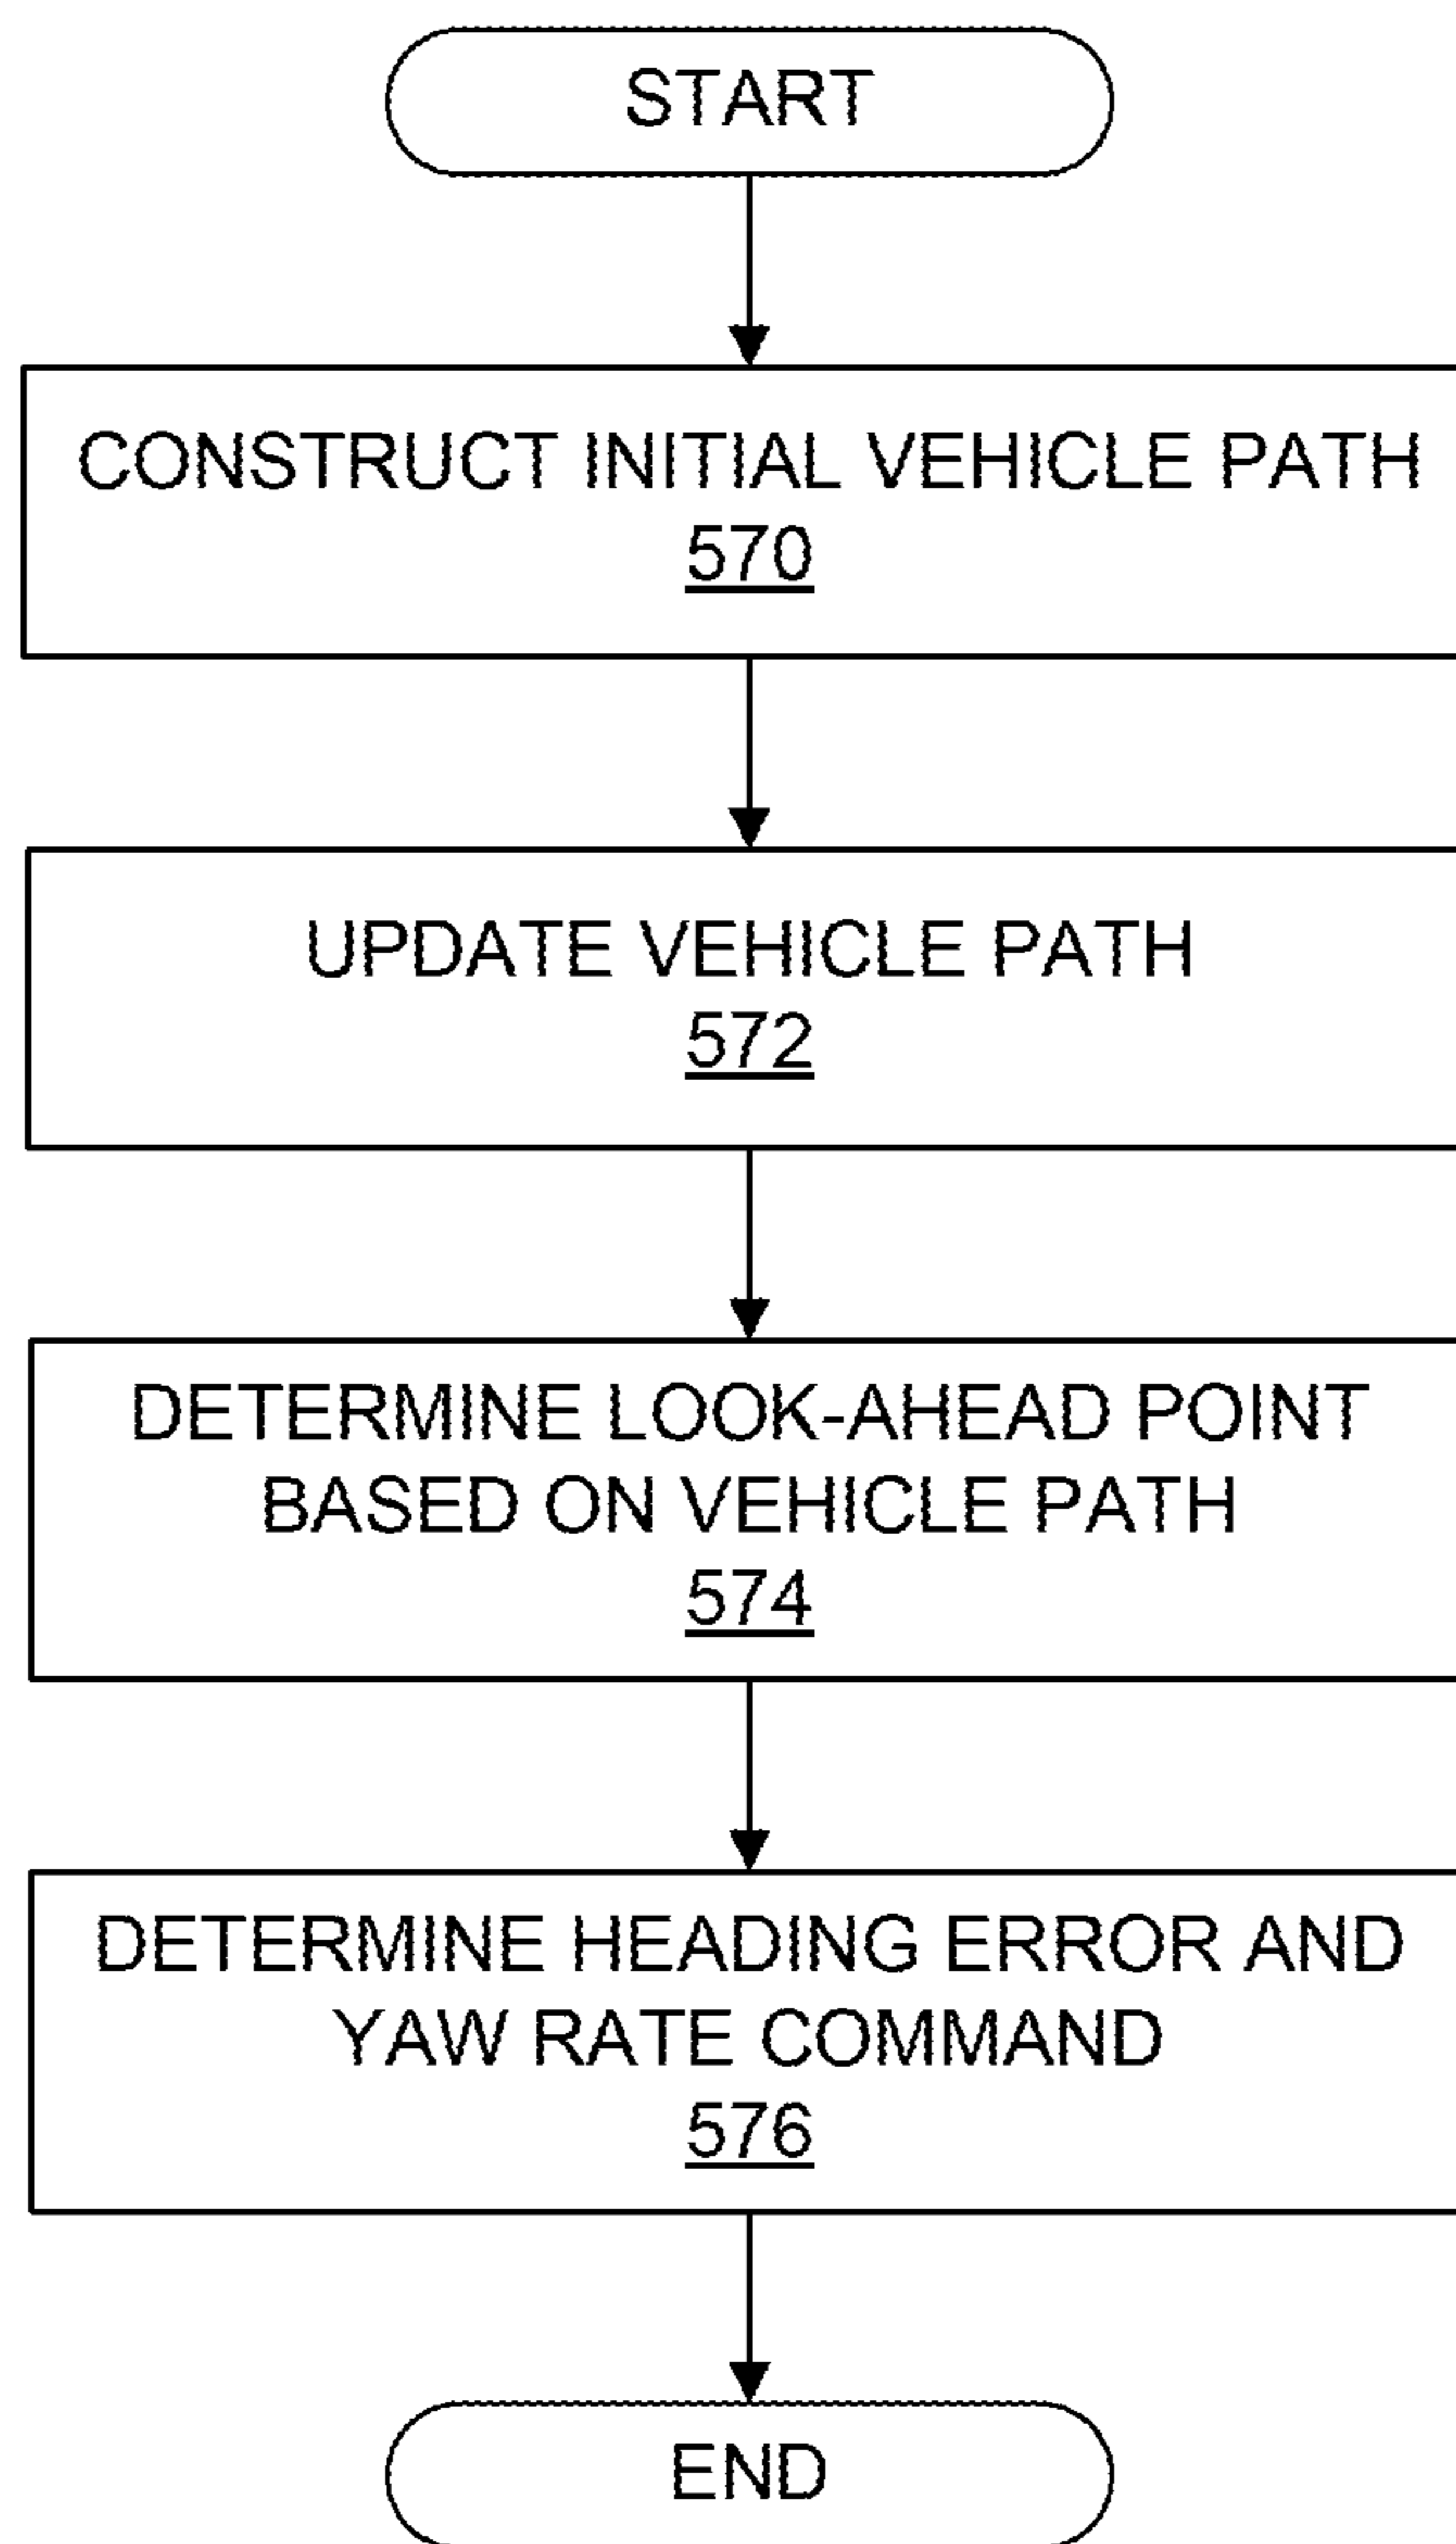 START
CONSTRUCT INITIAL VEHICLE PATH
570
UPDATE VEHICLE PATH
572
DETERMINE LOOK-AHEAD POINT
BASED ON VEHICLE PATH
574
DETERMINE HEADING ERROR AND
YAW RATE COMMAND
576
END